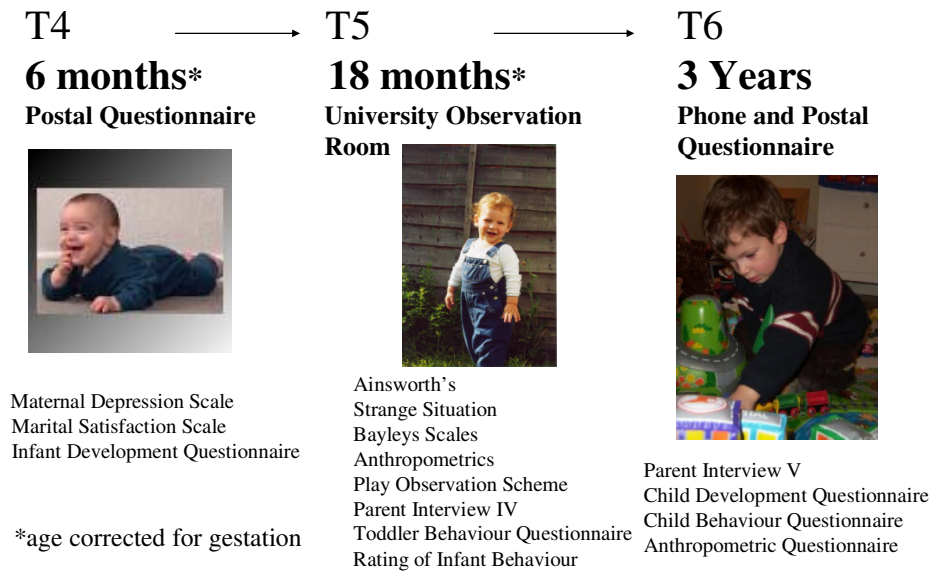 T4
6 months*
Postal Questionnaire
Maternal Depression Scale
Marital Satisfaction Scale
Infant Development Questionnaire
*age corrected for gestation
T5
18 months*
University Observation
Room
Ainsworth's
Strange Situation
Bayleys Scales
Anthropometrics
Play Observation Scheme
Parent Interview IV
Toddler Behaviour Questionnaire
Rating of Infant Behaviour
T6
3 Years
Phone and Postal
Questionnaire
Parent Interview V
Child Development Questionnaire
Child Behaviour Questionnaire
Anthropometric Questionnaire